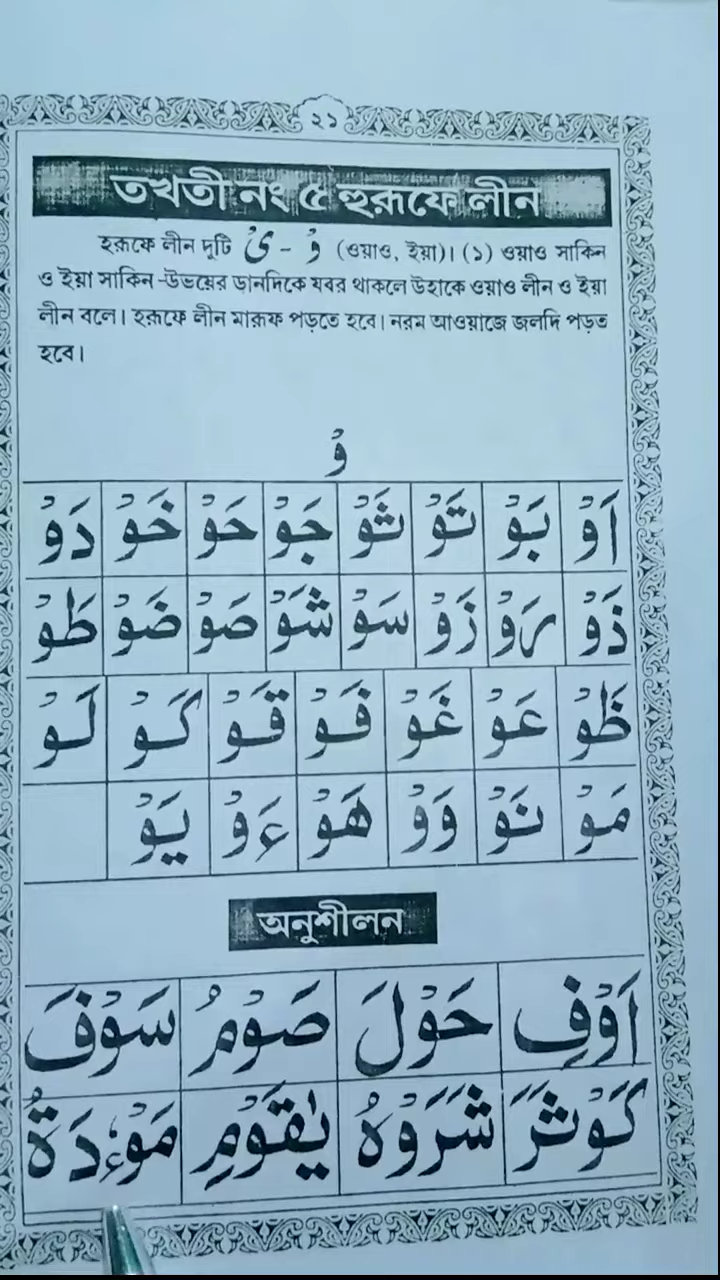 ২১
তখতী নং ৫ হুরূফে লীন
হরূফে লীন দুটি وْ - ىْ (ওয়াও, ইয়া)। (১) ওয়াও সাকিন
ও ইয়া সাকিন -উভয়ের ডানদিকে যবর থাকলে উহাকে ওয়াও লীন ও ইয়া
লীন বলে। হরূফে লীন মারূফ পড়তে হবে। নরম আওয়াজে জলদি পড়ত
হবে।
وْ
اَوْ بَوْ تَوْ ثَوْ جَوْ حَوْ خَوْ دَوْ
ذَوْ رَوْ زَوْ سَوْ شَوْ صَوْ ضَوْ طَوْ
ظَوْ عَوْ غَوْ فَوْ قَوْ كَوْ لَوْ
مَوْ نَوْ وَوْ هَوْ ءَوْ يَوْ
অনুশীলন
اَوْفِ حَوْلَ صَوْمُ سَوْفَ
كَوْثَرَ شَرَوْهُ يٰقَوْمِ مَوْءٗدَةُ